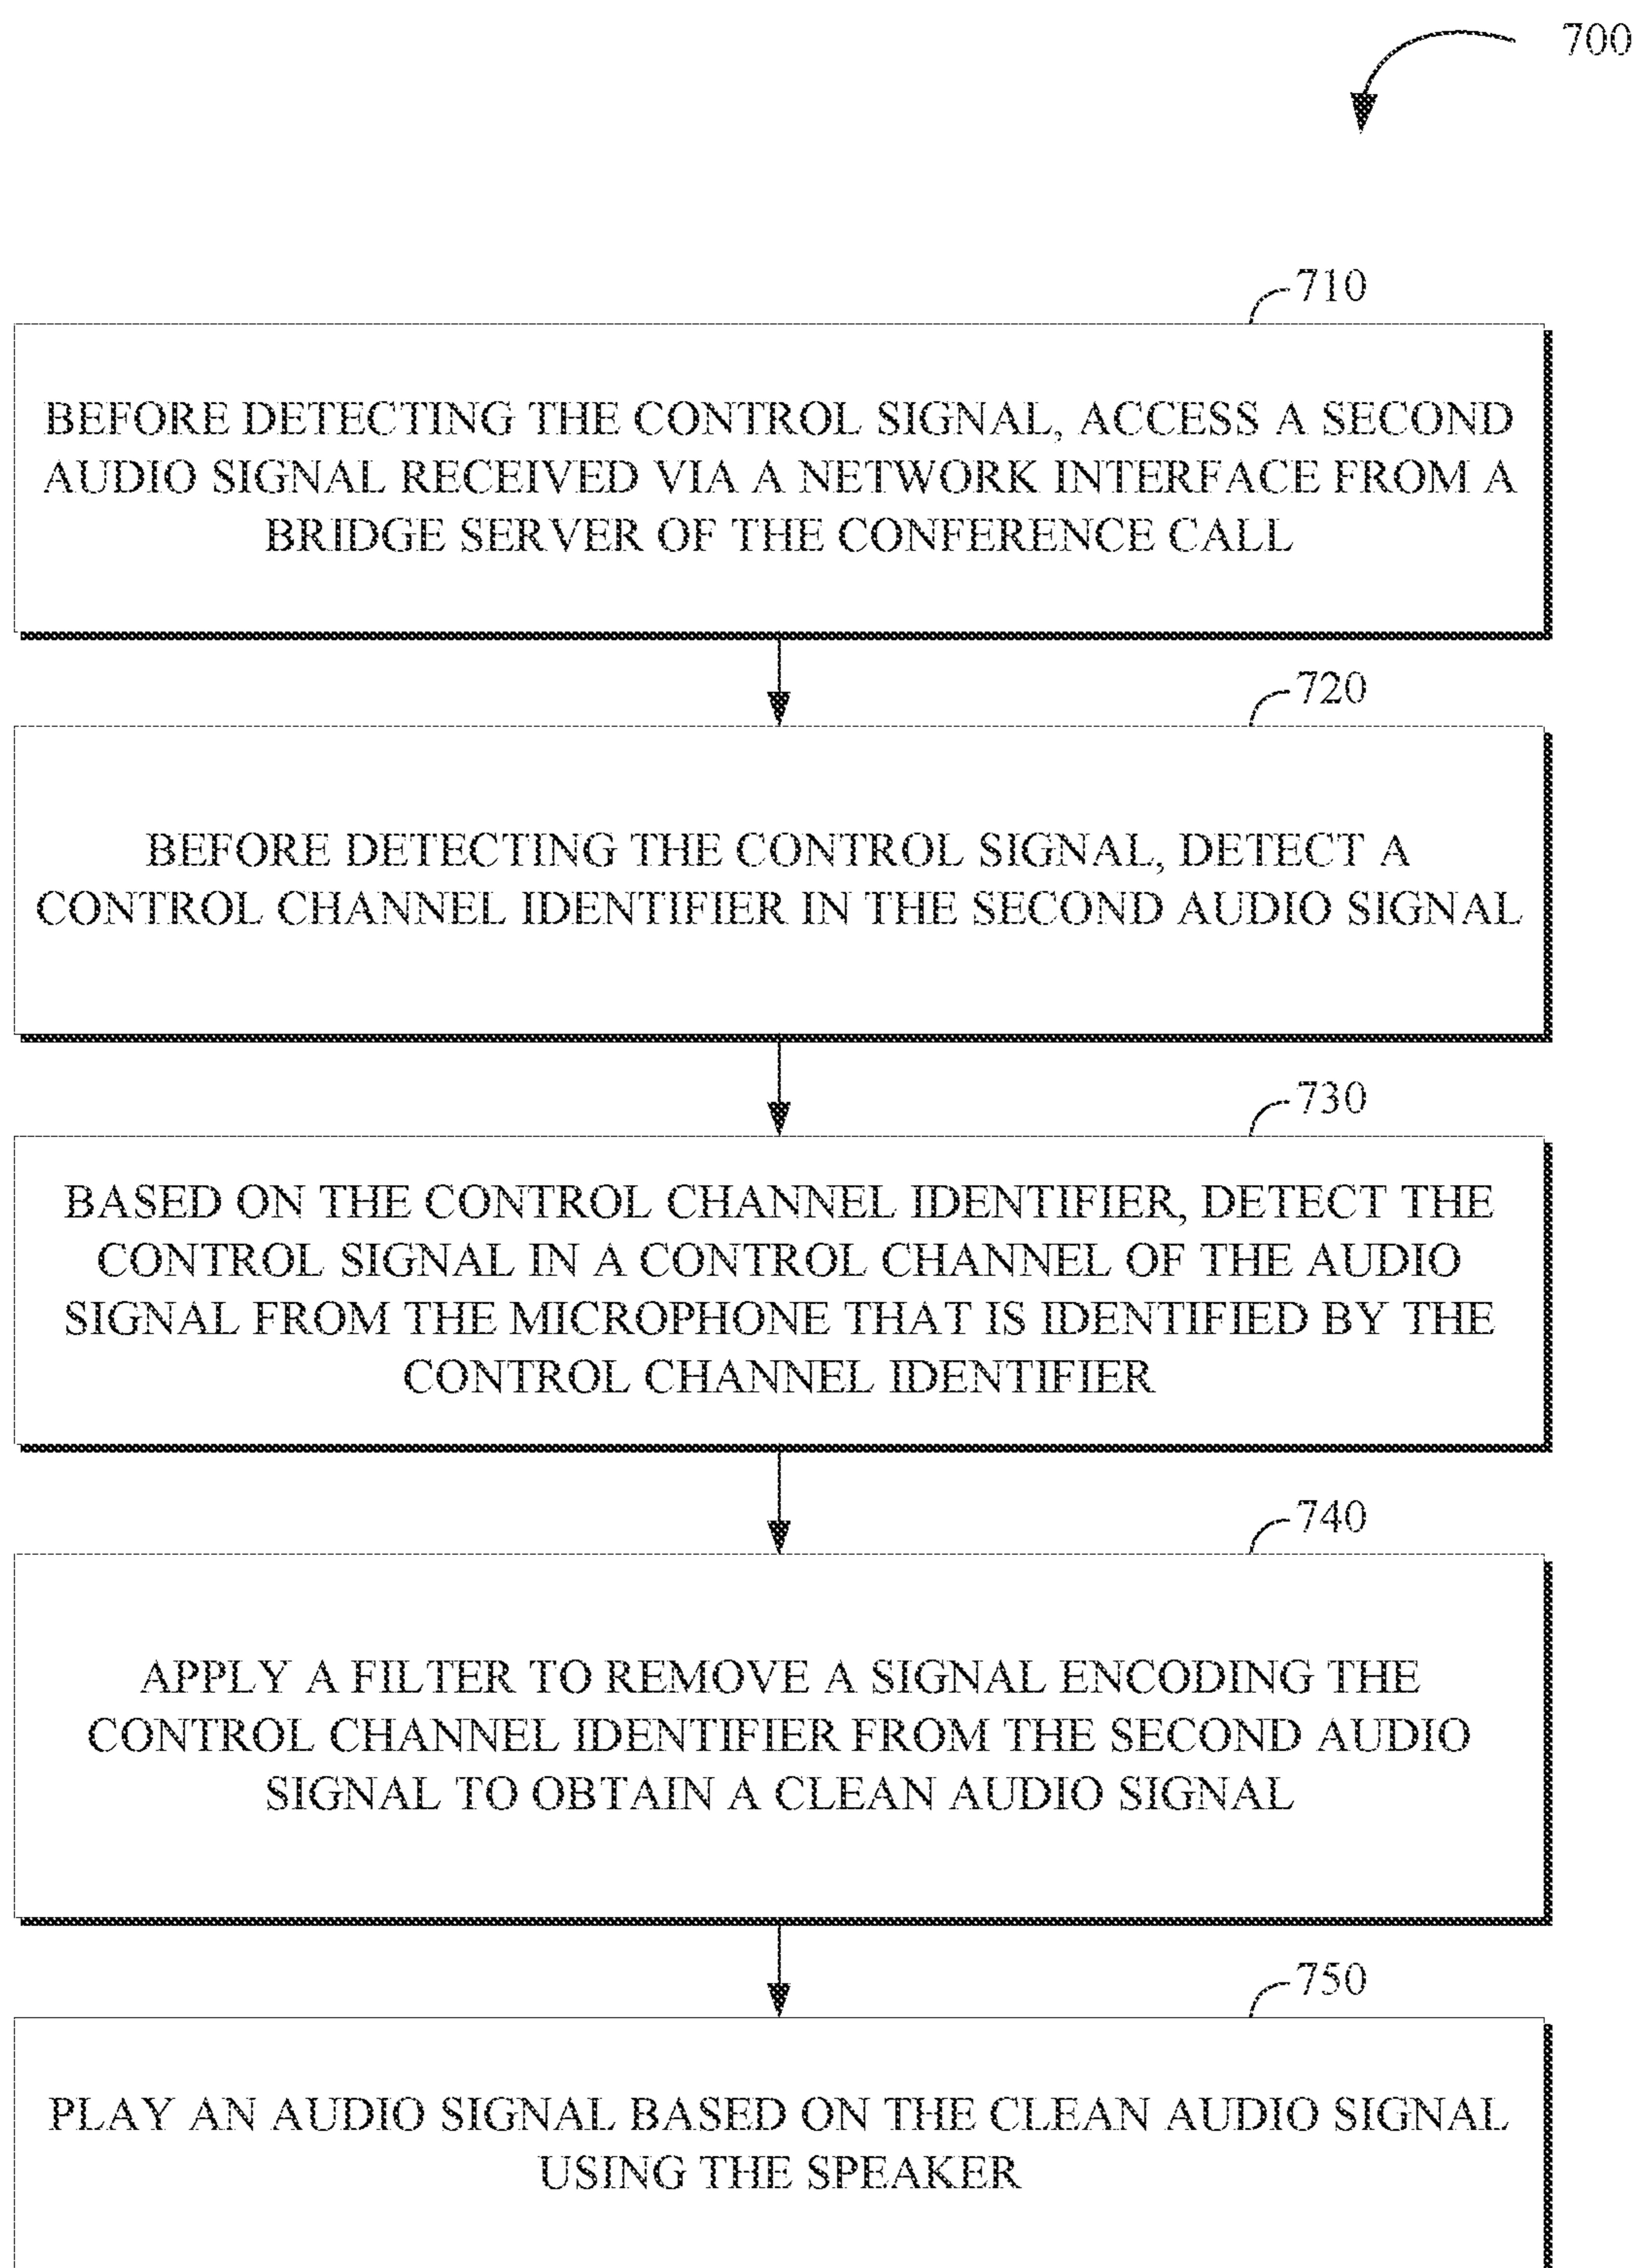 700
710
BEFORE DETECTING THE CONTROL SIGNAL, ACCESS A SECOND
AUDIO SIGNAL RECEIVED VIA A NETWORK INTERFACE FROM A
BRIDGE SERVER OF THE CONFERENCE CALL
720
BEFORE DETECTING THE CONTROL SIGNAL, DETECT A
CONTROL CHANNEL IDENTIFIER IN THE SECOND AUDIO SIGNAL
730
BASED ON THE CONTROL CHANNEL IDENTIFIER, DETECT THE
CONTROL SIGNAL IN A CONTROL CHANNEL OF THE AUDIO
SIGNAL FROM THE MICROPHONE THAT IS IDENTIFIED BY THE
CONTROL CHANNEL IDENTIFIER
740
APPLY A FILTER TO REMOVE A SIGNAL ENCODING THE
CONTROL CHANNEL IDENTIFIER FROM THE SECOND AUDIO
SIGNAL TO OBTAIN A CLEAN AUDIO SIGNAL
750
PLAY AN AUDIO SIGNAL BASED ON THE CLEAN AUDIO SIGNAL
USING THE SPEAKER